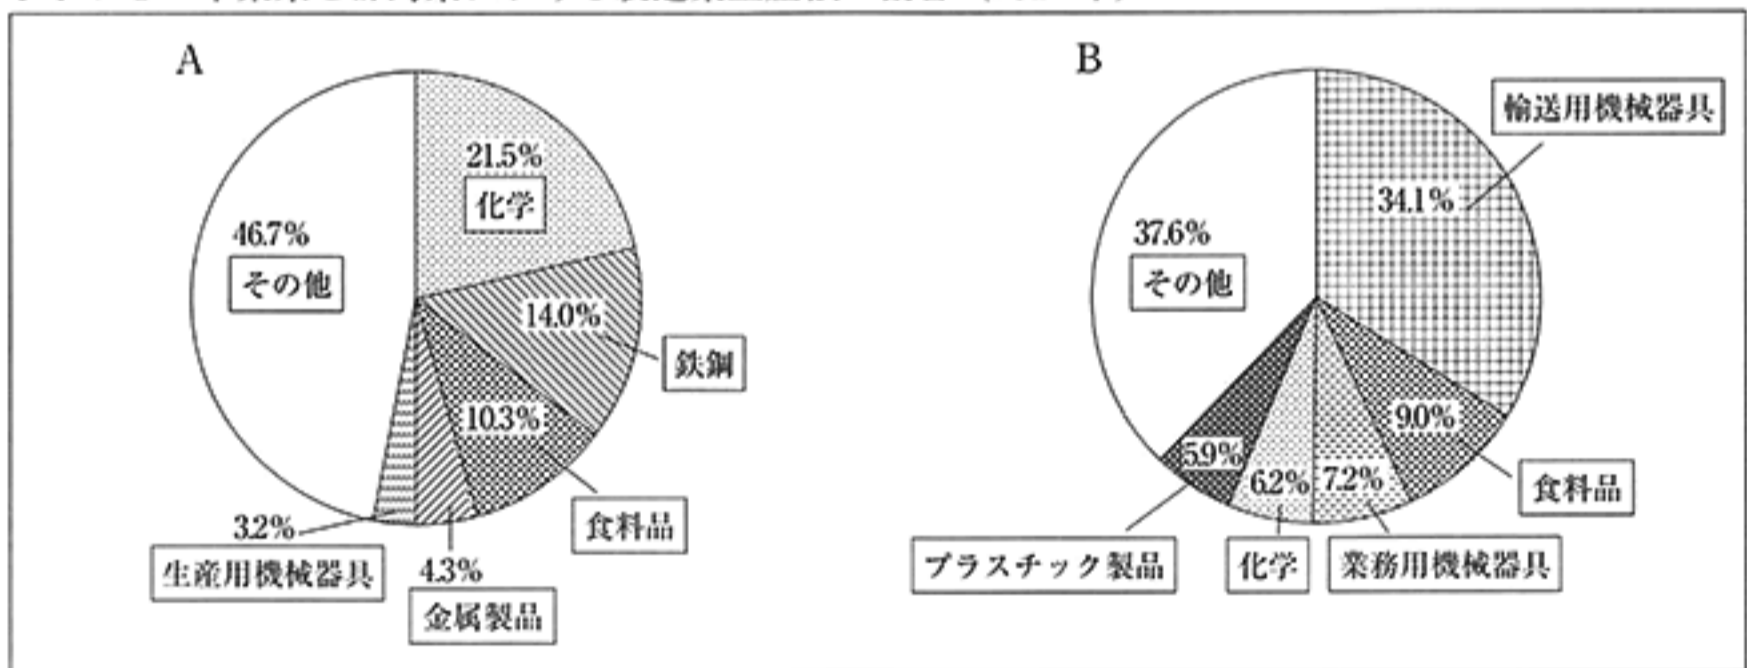 A
21.5%
化学
14.0%
鉄鋼
10.3%
食料品
4.3%
金属製品
3.2%
生産用機械器具
46.7%
その他
B
34.1%
輸送用機械器具
9.0%
食料品
7.2%
業務用機械器具
6.2%
化学
5.9%
プラスチック製品
37.6%
その他